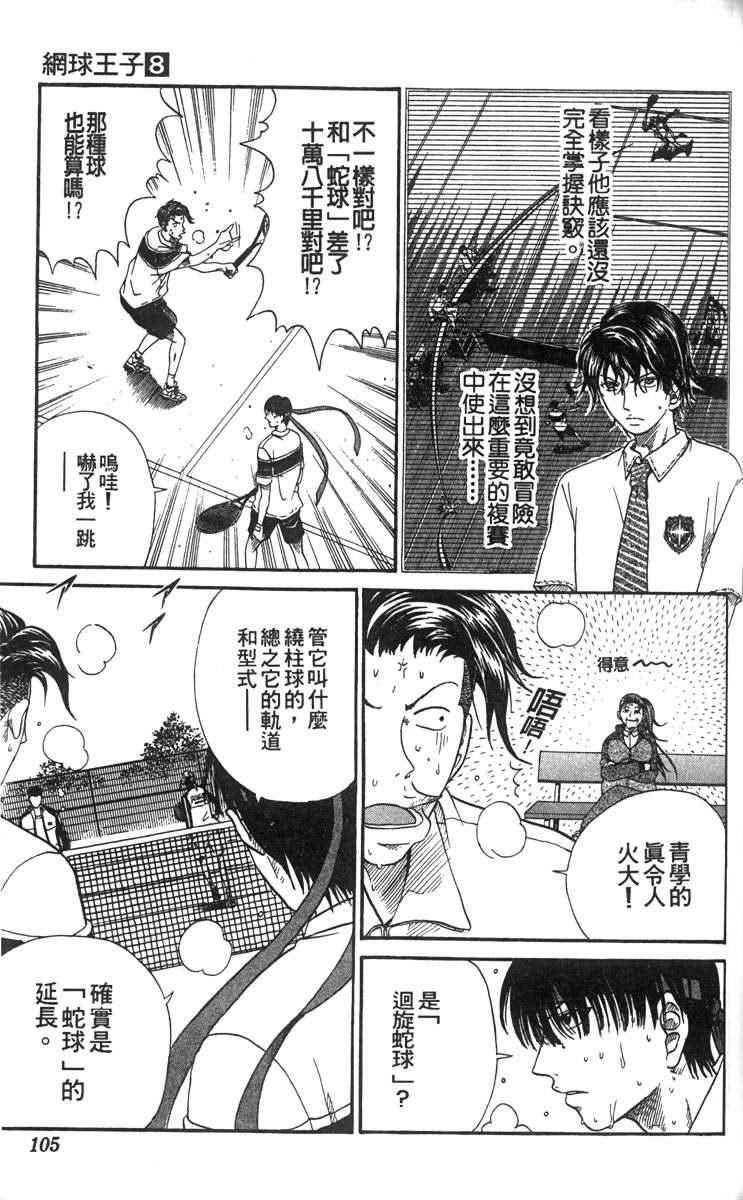 網球王子8
看樣子他應該還沒
完全掌握訣竅。
沒想到竟敢冒險
在這麼重要的複賽
中使出來……
不一樣對吧!?
和「蛇球」差了
十萬八千里對吧!?
那種球
也能算嗎!?
嗚哇!
嚇了我一跳
——
得意~~
唔唔!
青學的
真令人
火大!
管它叫什麼
繞柱球的,
總之它的軌道
和型式——
是「
迴旋蛇球」?
確實是
「蛇球」的
延長。
105